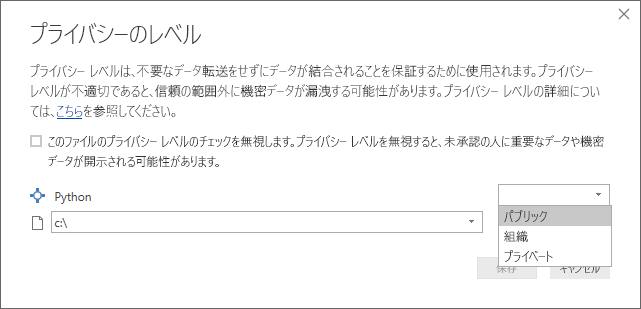 プライバシーのレベル
プライバシー レベルは、不要なデータ転送をせずにデータが結合されることを保証するために使用されます。プライバシー
レベルが不適切であると、信頼の範囲外に機密データが漏洩する可能性があります。プライバシー レベルの詳細につい
ては、こちらを参照してください。
このファイルのプライバシー レベルのチェックを無視します。プライバシー レベルを無視すると、未承認の人に重要なデータや機密
データが開示される可能性があります。
Python
c:\
パブリック
組織
プライベート
保存
キャンセル